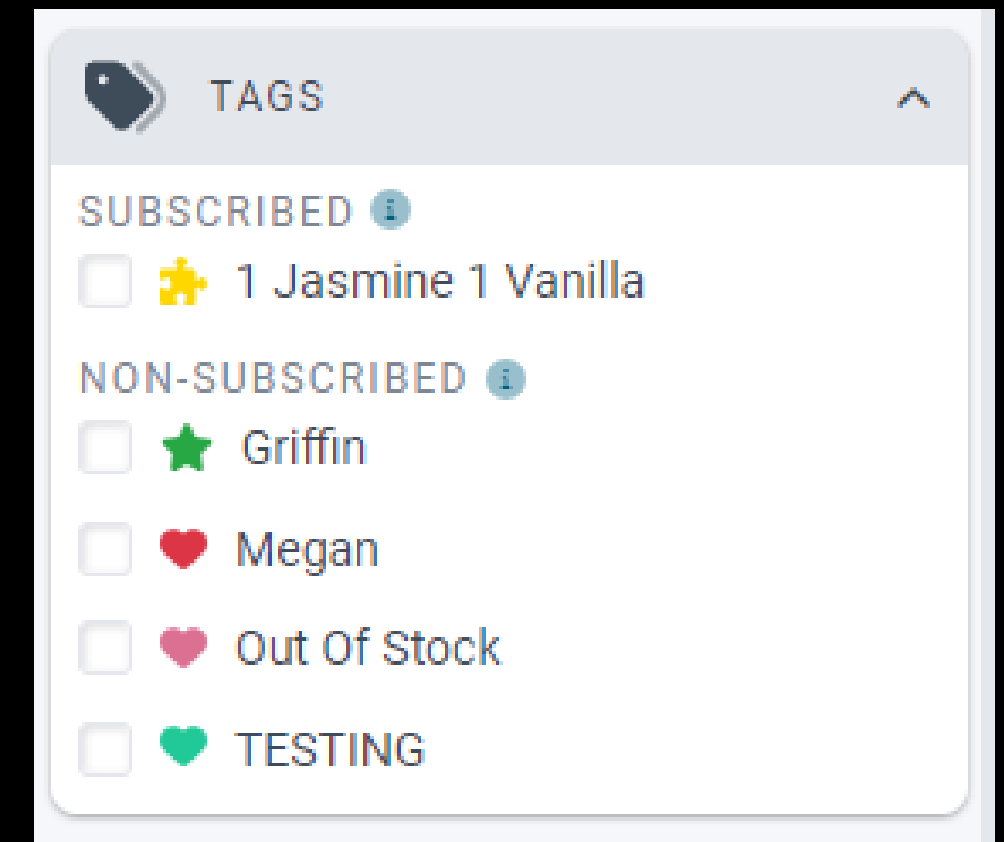 TAGS
SUBSCRIBED
1 Jasmine 1 Vanilla
NON-SUBSCRIBED
Griffin
Megan
Out Of Stock
TESTING